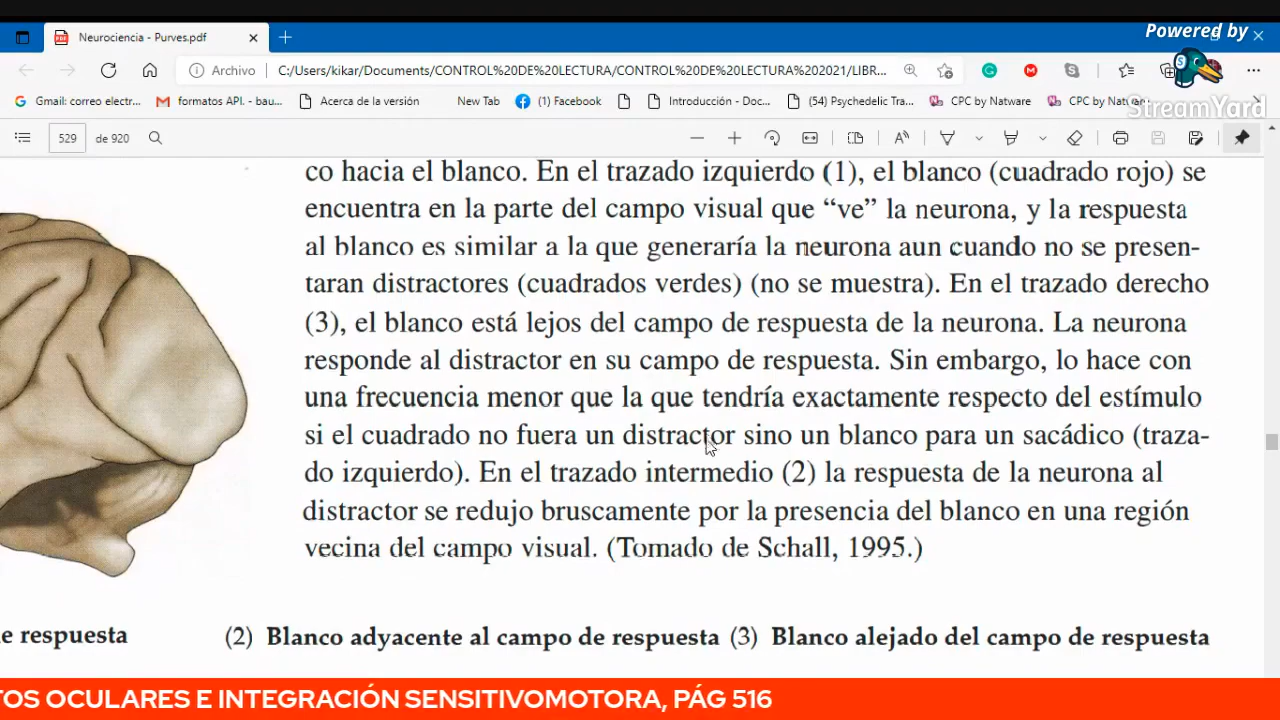 Powered by
StreamYard
Neurociencia - Purves.pdf
Archivo
C:/Users/kikar/Documents/CONTROL%20DE%20LECTURA/CONTROL%20DE%20LECTURA%202021/LIBR...
Gmail: correo electr...
formatos API. - bau...
Acerca de la versión
New Tab
(1) Facebook
Introducción - Doc...
(54) Psychedelic Tra...
CPC by Natware
CPC by Natware
529 de 920
co hacia el blanco. En el trazado izquierdo (1), el blanco (cuadrado rojo) se
encuentra en la parte del campo visual que “ve” la neurona, y la respuesta
al blanco es similar a la que generaría la neurona aun cuando no se presen-
taran distractores (cuadrados verdes) (no se muestra). En el trazado derecho
(3), el blanco está lejos del campo de respuesta de la neurona. La neurona
responde al distractor en su campo de respuesta. Sin embargo, lo hace con
una frecuencia menor que la que tendría exactamente respecto del estímulo
si el cuadrado no fuera un distractor sino un blanco para un sacádico (traza-
do izquierdo). En el trazado intermedio (2) la respuesta de la neurona al
distractor se redujo bruscamente por la presencia del blanco en una región
vecina del campo visual. (Tomado de Schall, 1995.)
e respuesta
(2) Blanco adyacente al campo de respuesta
(3) Blanco alejado del campo de respuesta
TOS OCULARES E INTEGRACIÓN SENSITIVOMOTORA, PÁG 516